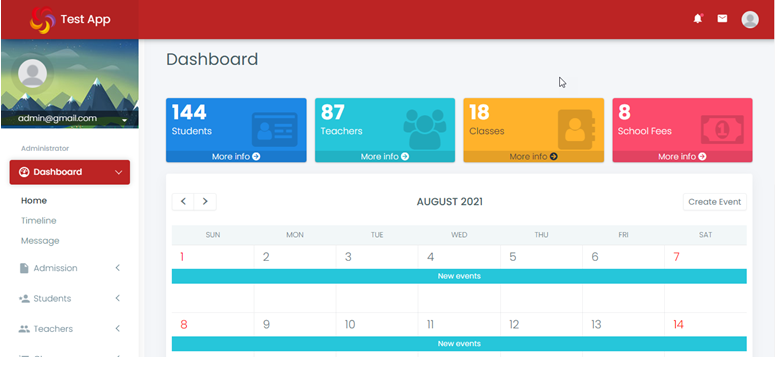 Test App
admin@gmail.com
Administrator
Dashboard
Home
Timeline
Message
Admission
Students
Teachers
Dashboard
144
Students
More info
87
Teachers
More info
18
Classes
More info
8
School Fees
More info
AUGUST 2021
Create Event
SUN MON TUE WED THU FRI SAT
1 2 3 4 5 6 7
New events
8 9 10 11 12 13 14
New events